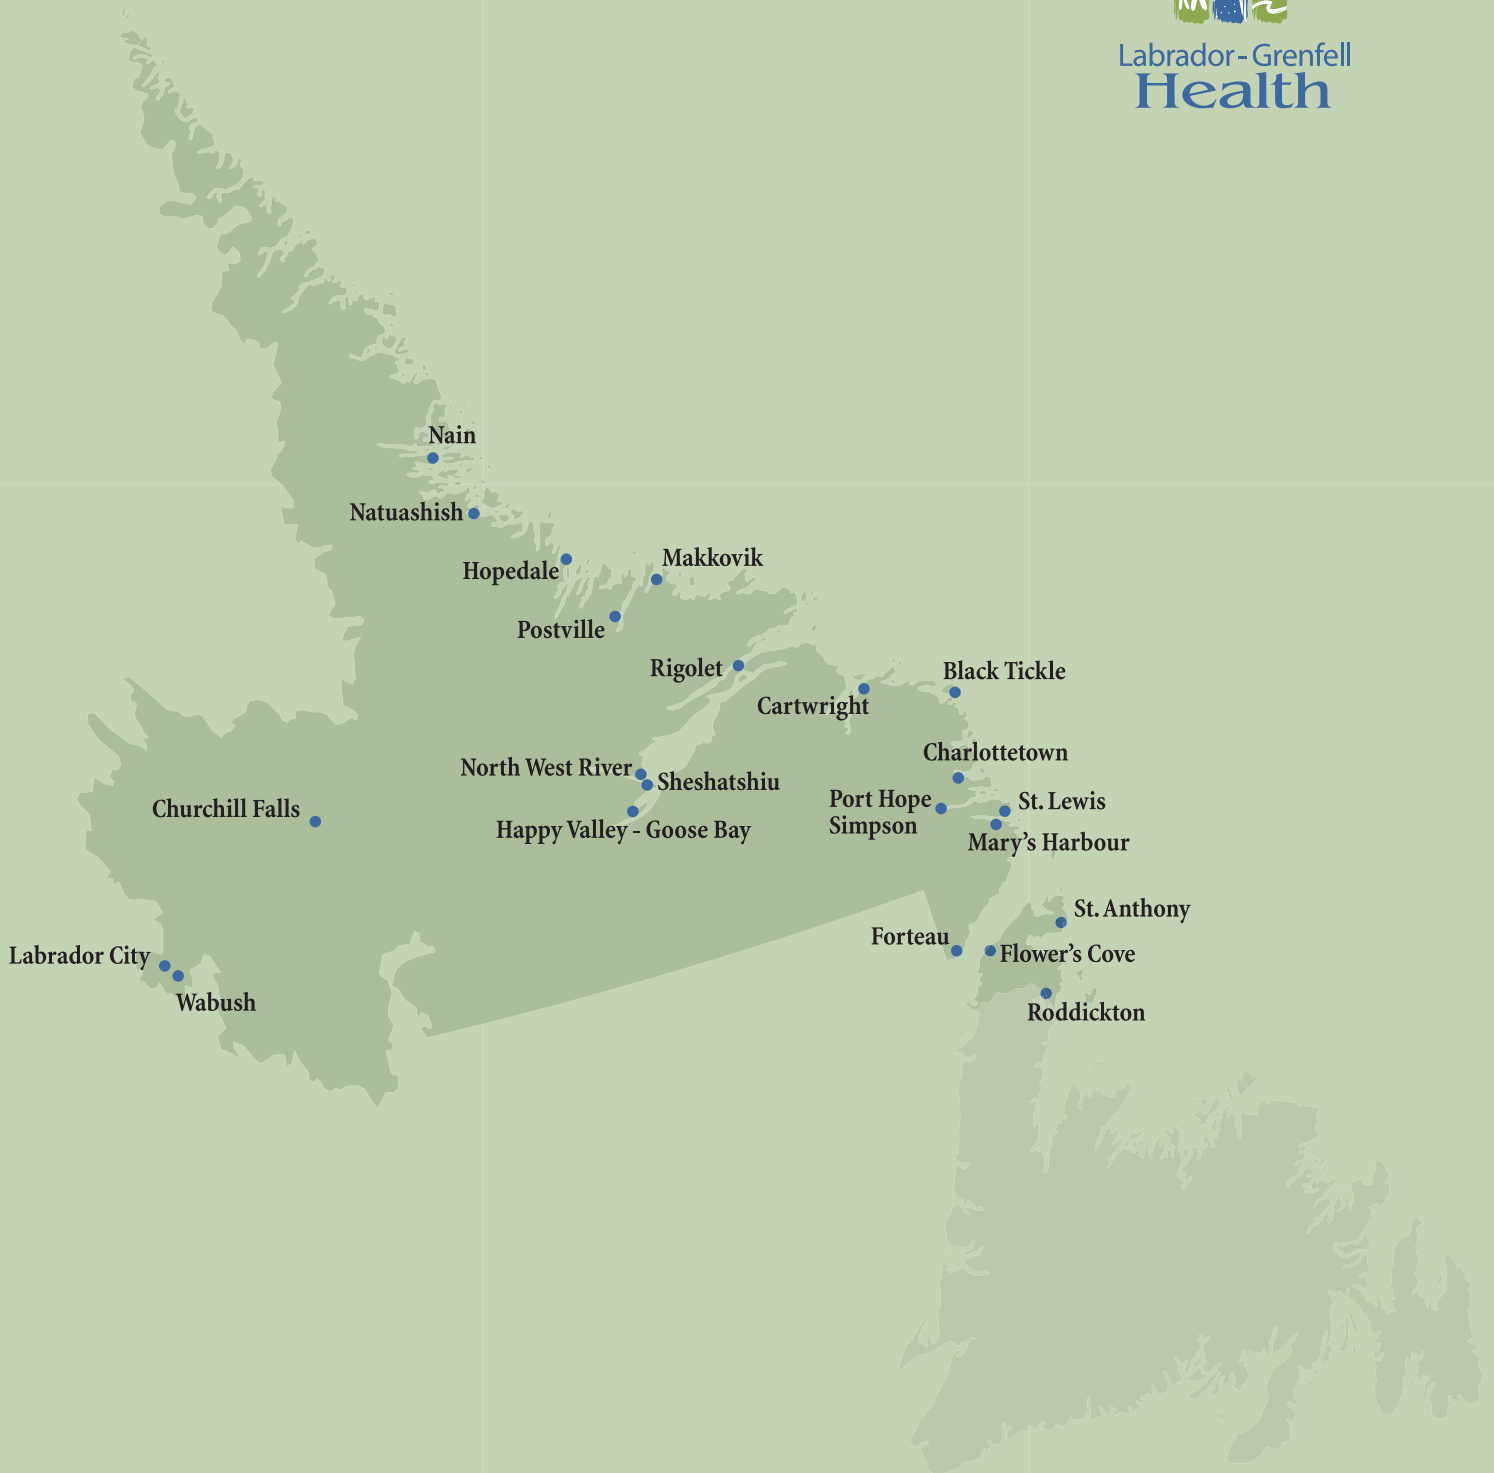 Labrador-Grenfell
Health
Nain
Natuashish
Hopedale
Makkovik
Postville
Rigolet
Cartwright
Black Tickle
Charlottetown
North West River
Sheshatshiu
Happy Valley - Goose Bay
Churchill Falls
Port Hope
Simpson
St. Lewis
Mary’s Harbour
St. Anthony
Forteau
Flower’s Cove
Labrador City
Wabush
Roddickton